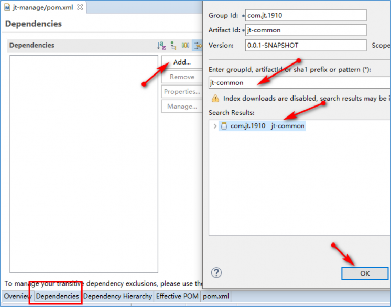 jt-manage/pom.xml
Dependencies
Dependencies
Add...
Remove
Properties...
Manage...
To manage your transitive dependency exclusions, please use the
Overview Dependencies Dependency Hierarchy Effective POM pom.xml
Group Id: * com.jt.1910
Artifact Id: * jt-common
Version: 0.0.1-SNAPSHOT Scope
Enter groupId, artifactId or sha1 prefix or pattern (*):
jt-common
Index downloads are disabled, search results may be i
Search Results:
com.jt.1910 jt-common
OK